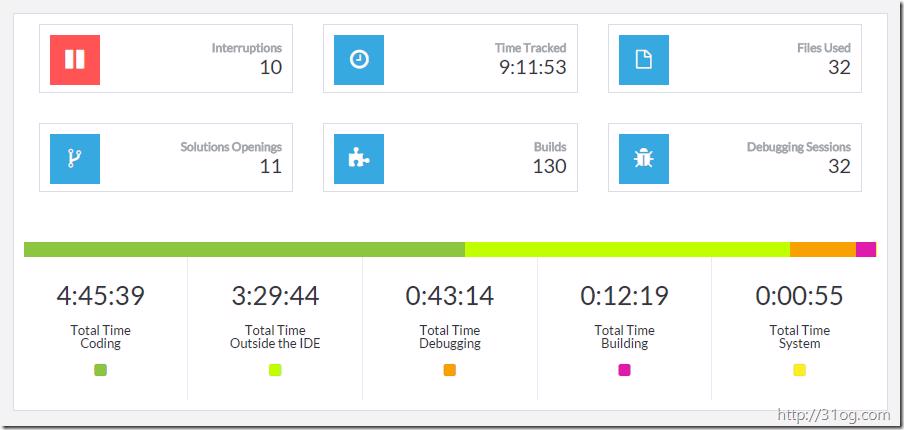 Interruptions
10
Time Tracked
9:11:53
Files Used
32
Solutions Openings
11
Builds
130
Debugging Sessions
32
4:45:39
Total Time
Coding
3:29:44
Total Time
Outside the IDE
0:43:14
Total Time
Debugging
0:12:19
Total Time
Building
0:00:55
Total Time
System
http://31og.com